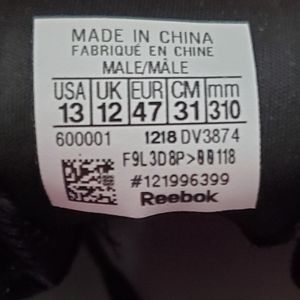 MADE IN CHINA
FABRIQUÉ EN CHINE
MALE/MÂLE
USA UK EUR CM mm
13 12 47 31 310
600001 1218 DV3874
F9L3D8P>00118
#121996399
Reebok